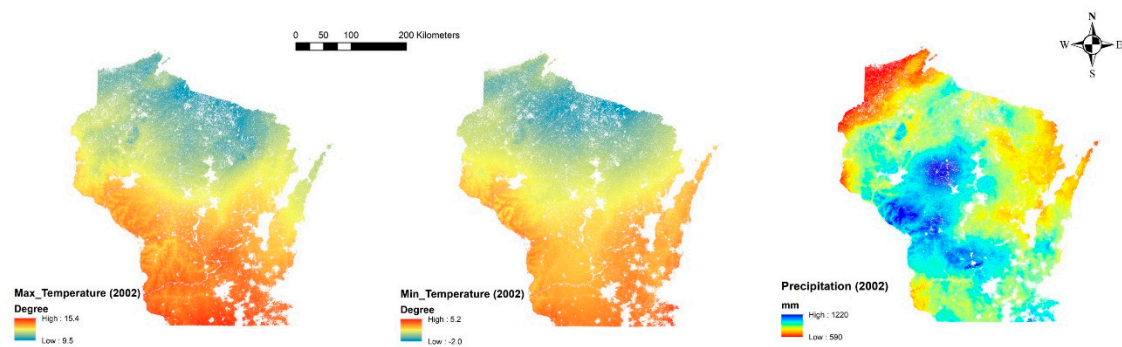 0 50 100 200 Kilometers
N
W E
S
Max_Temperature (2002)
Degree
High : 15.4
Low : 9.5
Min_Temperature (2002)
Degree
High : 5.2
Low : -2.0
Precipitation (2002)
mm
High : 1220
Low : 590